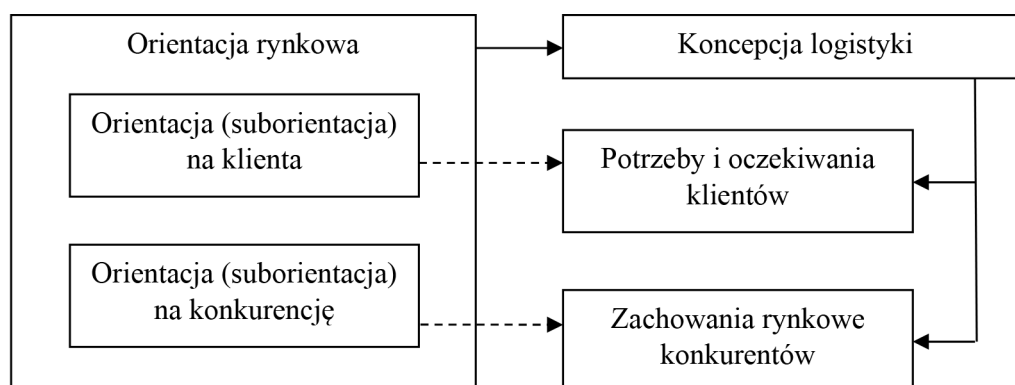 Orientacja rynkowa
Koncepcja logistyki
Orientacja (suborientacja)
na klienta
Potrzeby i oczekiwania
klientów
Orientacja (suborientacja)
na konkurencję
Zachowania rynkowe
konkurentów